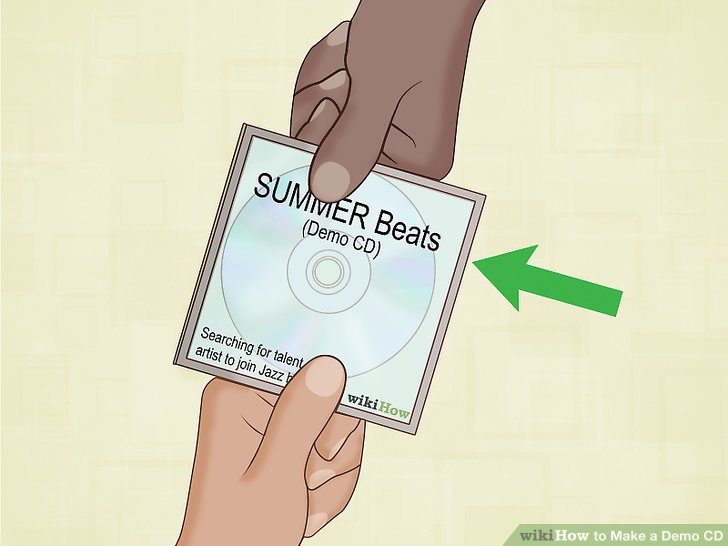 SUMMER Beats
(Demo CD)
Searching for talent
artist to join Jazz
wikiHow
wikiHow to Make a Demo CD